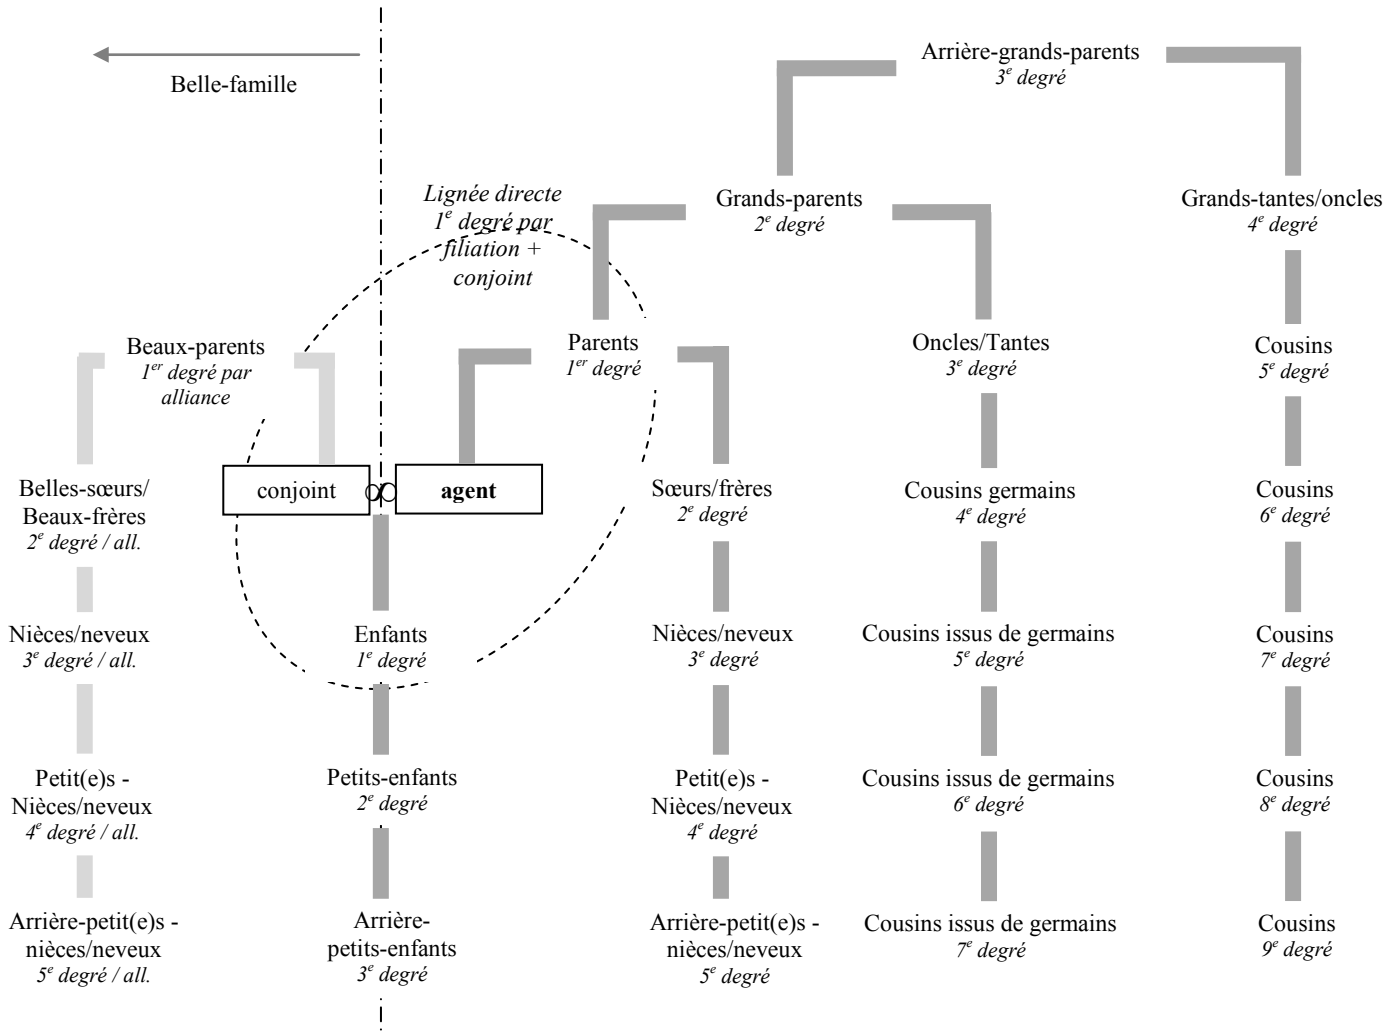 Belle-famille
Arrière-grands-parents
3e degré
Lignée directe
1e degré par
filiation +
conjoint
Grands-parents
2e degré
Grands-tantes/oncles
4e degré
Beaux-parents
1er degré par
alliance
Parents
1er degré
Oncles/Tantes
3e degré
Cousins
5e degré
Belles-sœurs/
Beaux-frères
2e degré / all.
conjoint
∞
agent
Sœurs/frères
2e degré
Cousins germains
4e degré
Cousins
6e degré
Nièces/neveux
3e degré / all.
Enfants
1e degré
Nièces/neveux
3e degré
Cousins issus de germains
5e degré
Cousins
7e degré
Petit(e)s -
Nièces/neveux
4e degré / all.
Petits-enfants
2e degré
Petit(e)s -
Nièces/neveux
4e degré
Cousins issus de germains
6e degré
Cousins
8e degré
Arrière-petit(e)s -
nièces/neveux
5e degré / all.
Arrière-
petits-enfants
3e degré
Arrière-petit(e)s -
nièces/neveux
5e degré
Cousins issus de germains
7e degré
Cousins
9e degré